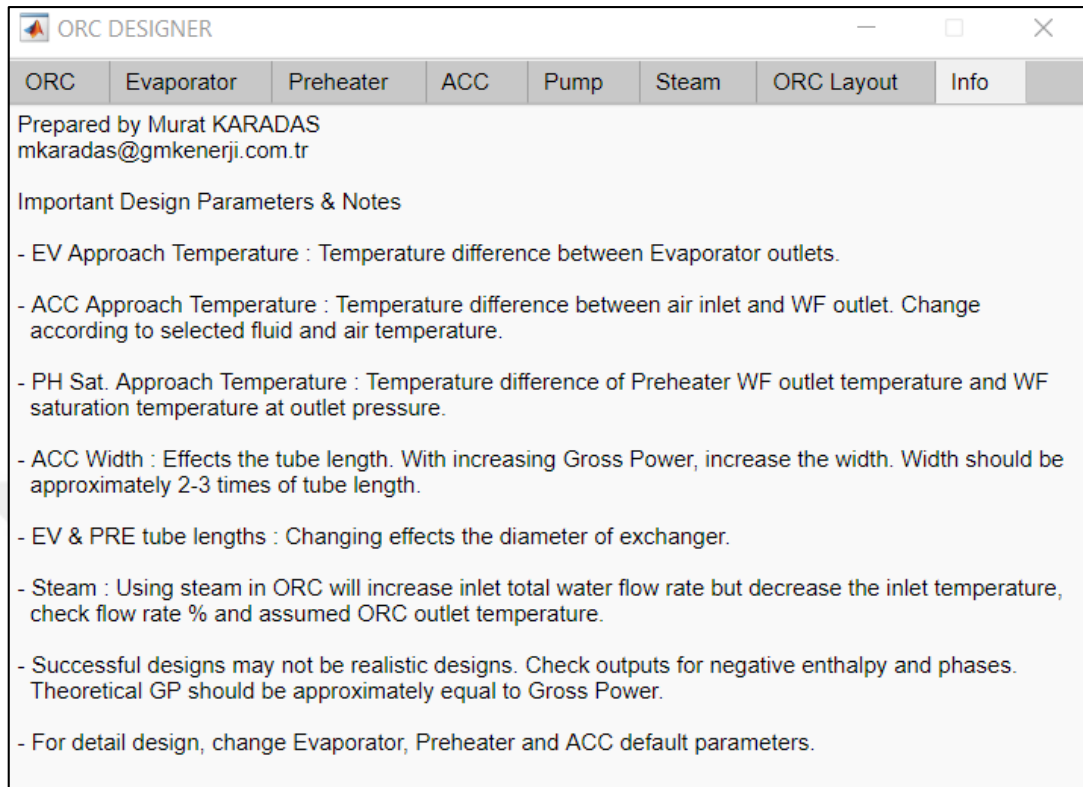 ORC DESIGNER
ORC Evaporator Preheater ACC Pump Steam ORC Layout Info
Prepared by Murat KARADAS
mkaradas@gmkenerji.com.tr
Important Design Parameters & Notes
- EV Approach Temperature : Temperature difference between Evaporator outlets.
- ACC Approach Temperature : Temperature difference between air inlet and WF outlet. Change
according to selected fluid and air temperature.
- PH Sat. Approach Temperature : Temperature difference of Preheater WF outlet temperature and WF
saturation temperature at outlet pressure.
- ACC Width : Effects the tube length. With increasing Gross Power, increase the width. Width should be
approximately 2-3 times of tube length.
- EV & PRE tube lengths : Changing effects the diameter of exchanger.
- Steam : Using steam in ORC will increase inlet total water flow rate but decrease the inlet temperature,
check flow rate % and assumed ORC outlet temperature.
- Successful designs may not be realistic designs. Check outputs for negative enthalpy and phases.
Theoretical GP should be approximately equal to Gross Power.
- For detail design, change Evaporator, Preheater and ACC default parameters.